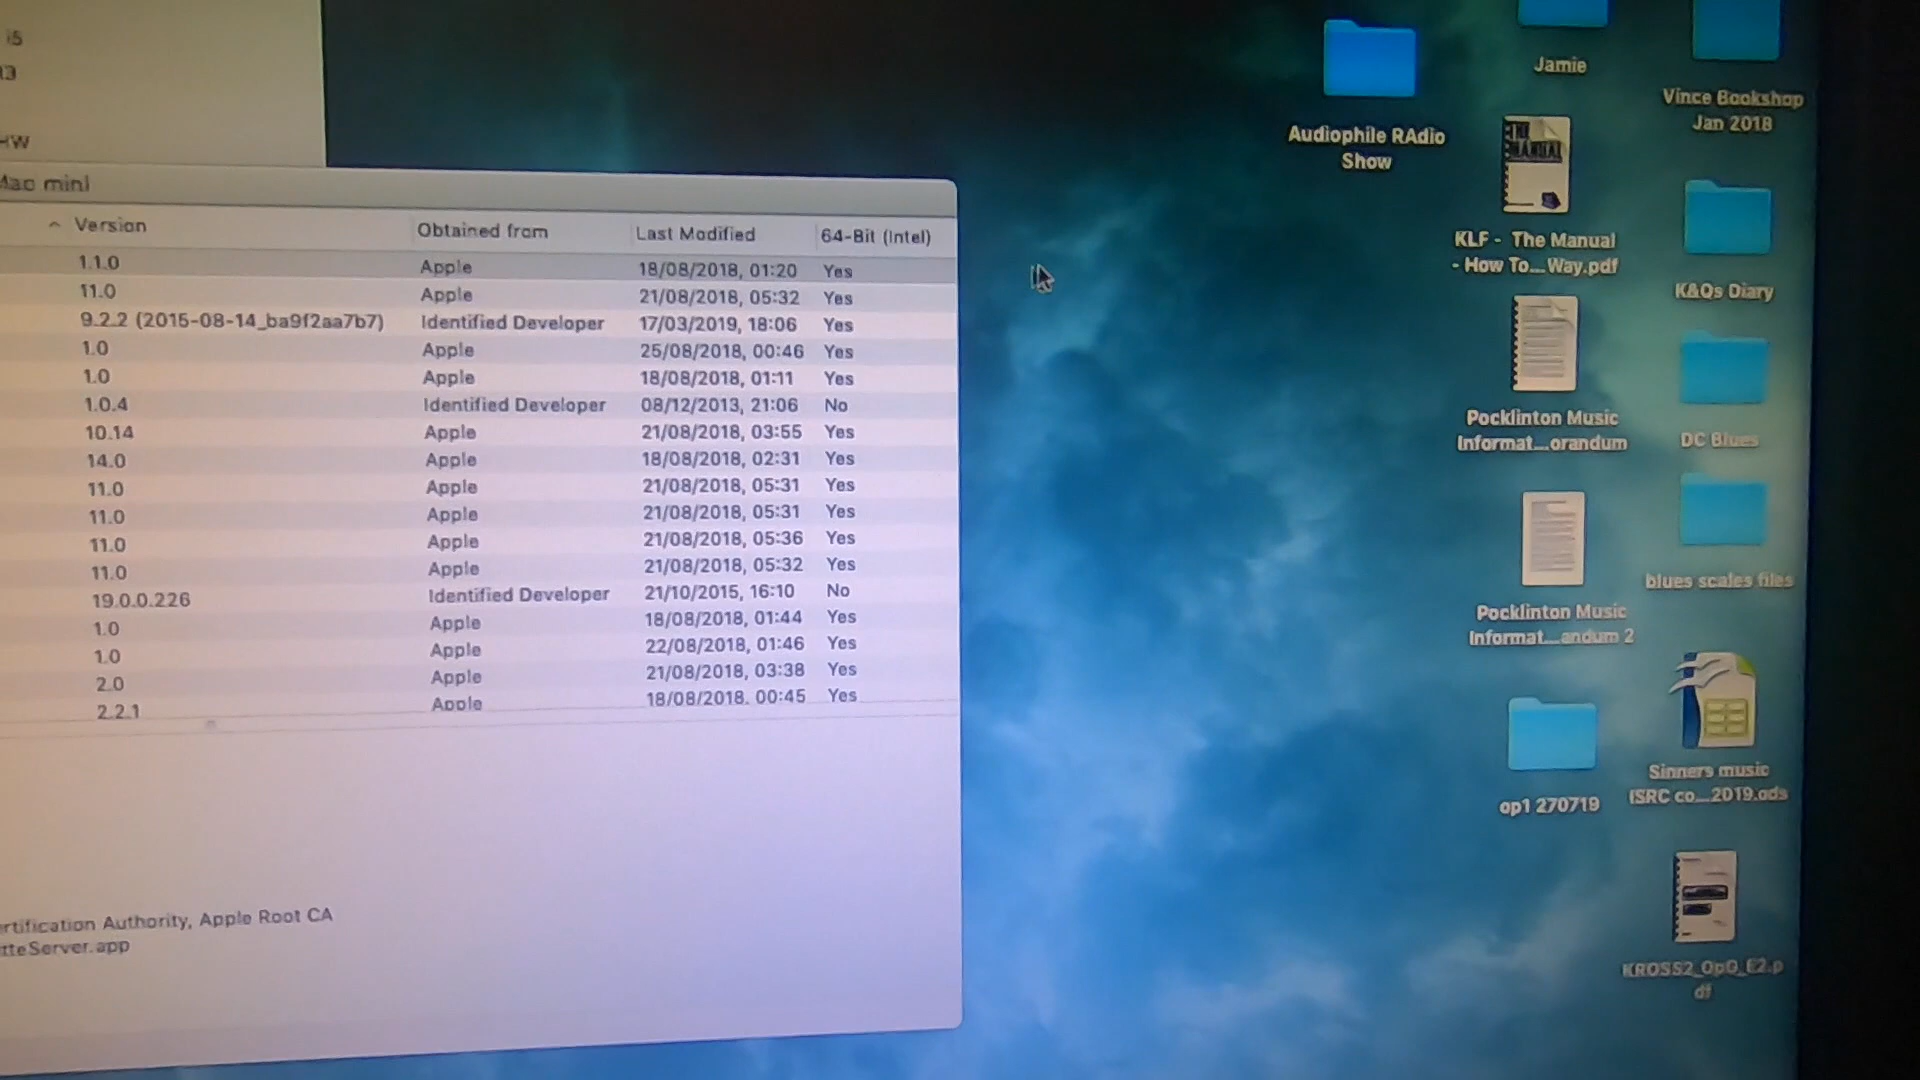 i5
HW
Mac mini
Version Obtained from Last Modified 64-Bit (Intel)
1.1.0 Apple 18/08/2018, 01:20 Yes
11.0 Apple 21/08/2018, 05:32 Yes
9.2.2 (2015-08-14_ba9f2aa7b7) Identified Developer 17/03/2019, 18:06 Yes
1.0 Apple 25/08/2018, 00:46 Yes
1.0 Apple 18/08/2018, 01:11 Yes
1.0.4 Identified Developer 08/12/2013, 21:06 No
10.14 Apple 21/08/2018, 03:55 Yes
14.0 Apple 18/08/2018, 02:31 Yes
11.0 Apple 21/08/2018, 05:31 Yes
11.0 Apple 21/08/2018, 05:31 Yes
11.0 Apple 21/08/2018, 05:36 Yes
11.0 Apple 21/08/2018, 05:32 Yes
19.0.0.226 Identified Developer 21/10/2015, 16:10 No
1.0 Apple 18/08/2018, 01:44 Yes
1.0 Apple 22/08/2018, 01:46 Yes
2.0 Apple 21/08/2018, 03:38 Yes
2.2.1 Apple 18/08/2018, 00:45 Yes
ertification Authority, Apple Root CA
tteServer.app
Audiophile RAdio
Show
Jamie
MANUAL
KLF - The Manual
- How To...Way.pdf
Pocklinton Music
Informat...orandum
Pocklinton Music
Informat...andum 2
op1 270719
Vince Bookshop
Jan 2018
K&Qs Diary
DC Blues
blues scales files
Sinners music
ISRC co...2019.ods
KROSS2_OpG_E2.p
df